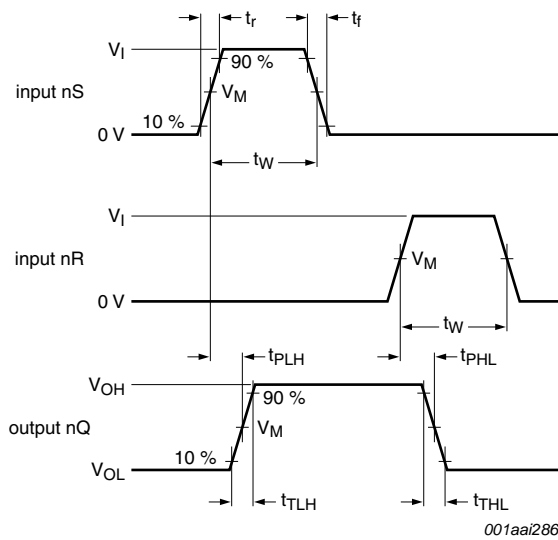 tr
tf
VI
90 %
input nS
VM
10 %
0 V
tW
VI
input nR
VM
0 V
tW
tPLH
tPHL
VOH
90 %
output nQ
VM
10 %
VOL
tTLH
tTHL
001aai286